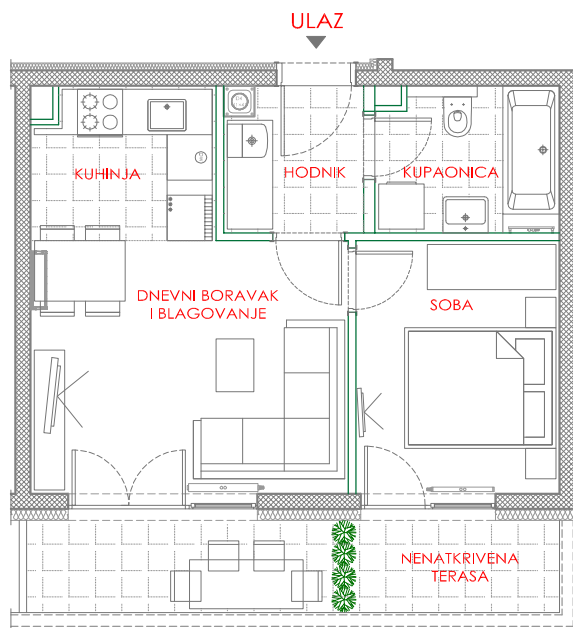 ULAZ
KUHINJA
HODNIK
KUPAONICA
DNEVNI BORAVAK
I BLAGOVANJE
SOBA
NENATKRIVENA
TERASA